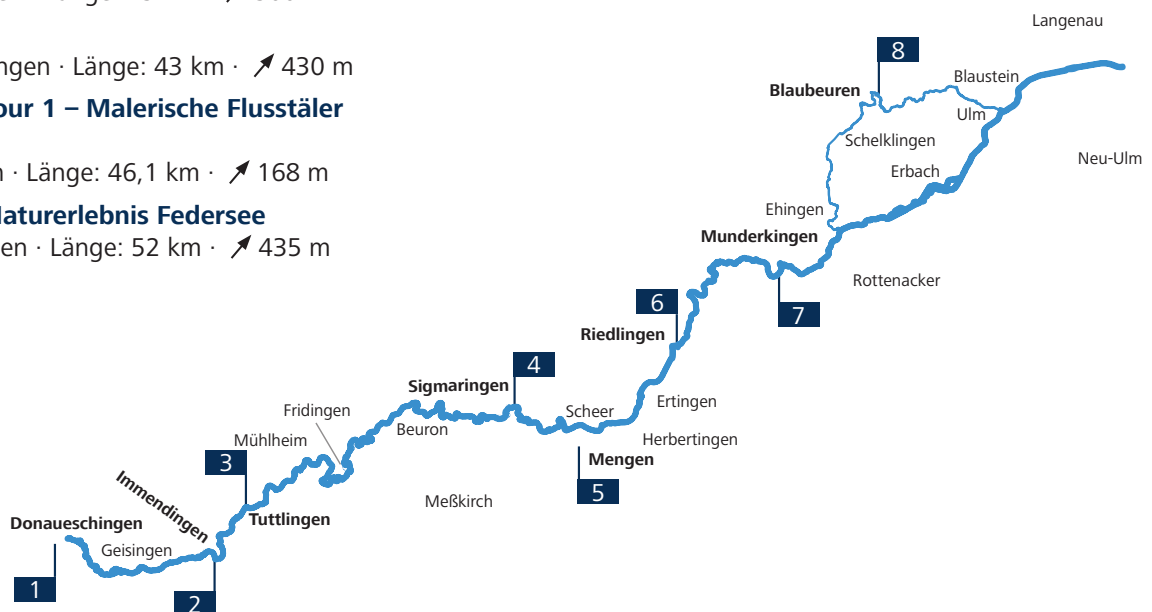 ngen · Länge: 43 km · 430 m
our 1 – Malerische Flusstäler
· Länge: 46,1 km · 168 m
Naturerlebnis Federsee
en · Länge: 52 km · 435 m
Langenau
8
Blaustein
Blaubeuren
Ulm
Schelklingen
Neu-Ulm
Erbach
Ehingen
Munderkingen
Rottenacker
6
7
Riedlingen
4
Sigmaringen
Ertingen
Fridingen
Scheer
Beuron
Mühlheim
Herbertingen
3
Mengen
Immendingen
5
Meßkirch
Tuttlingen
Donaueschingen
Geisingen
1
2